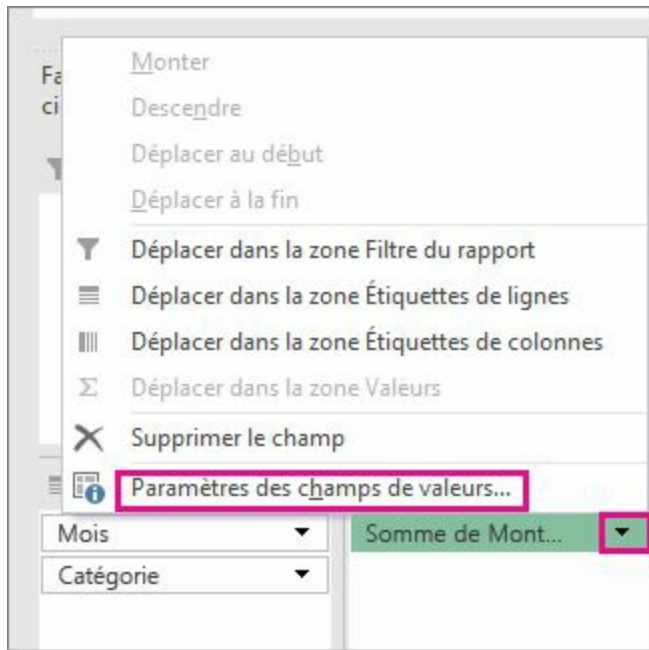 Monter
Descendre
Déplacer au début
Déplacer à la fin
Déplacer dans la zone Filtre du rapport
Déplacer dans la zone Étiquettes de lignes
Déplacer dans la zone Étiquettes de colonnes
Σ Déplacer dans la zone Valeurs
Supprimer le champ
Paramètres des champs de valeurs...
Mois
Somme de Mont...
Catégorie